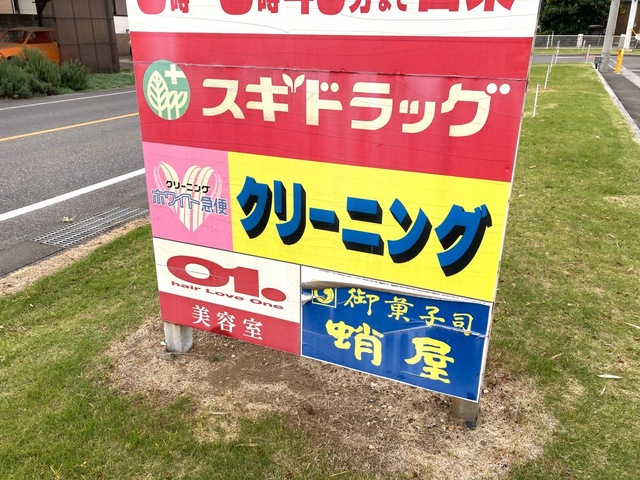 スギドラッグ
クリーニング
ホワイト急便
クリーニング
01.
hair Love One
美容室
御菓子司
蛸屋